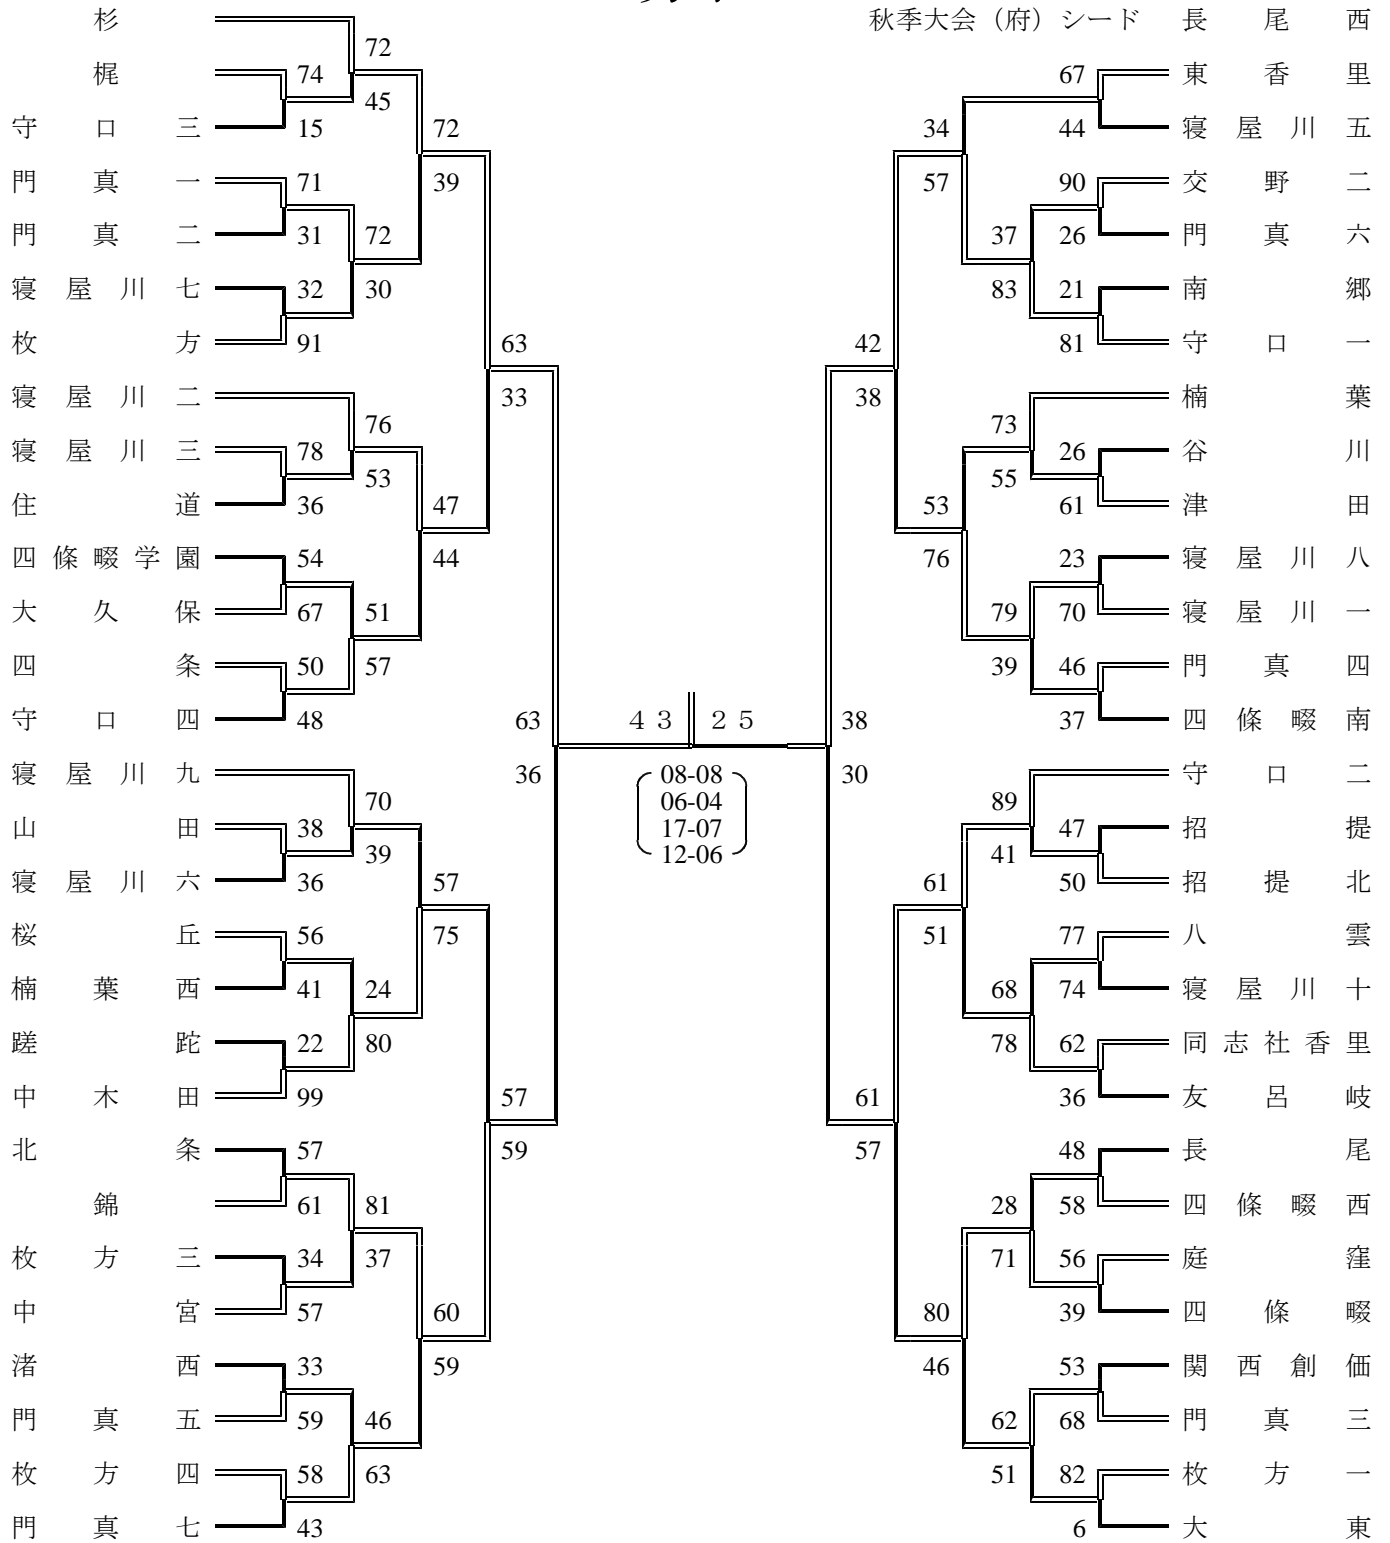 秋季大会（府）シード 長尾西
杉
72
梶 74
45
守口三 15
72
門真一 71
39
門真二 31
72
寝屋川七 32
30
枚方 91
63
寝屋川二
33
76
寝屋川三 78
53
住道 36
47
四條畷学園 54
44
大久保 67
51
四条 50
57
守口四 48
63
寝屋川九
36
70
山田 38
39
寝屋川六 36
57
桜丘 56
75
楠葉西 41
24
蹉跎 22
80
中木田 99
57
北条 57
59
錦 61
81
枚方三 34
37
中宮 57
60
渚西 33
59
門真五 59
46
枚方四 58
63
門真七 43
４３ ２５
08-08
06-04
17-07
12-06
67 東香里
34
44 寝屋川五
57
90 交野二
37
26 門真六
83
21 南郷
42
81 守口一
38
楠葉
73
26 谷川
55
61 津田
53
23 寝屋川八
76
70 寝屋川一
79
46 門真四
39
37 四條畷南
38
30
守口二
89
47 招提
41
50 招提北
61
77 八雲
51
74 寝屋川十
68
62 同志社香里
78
36 友呂岐
61
48 長尾
57
58 四條畷西
28
56 庭窪
71
39 四條畷
80
53 関西創価
46
68 門真三
62
82 枚方一
51
6 大東